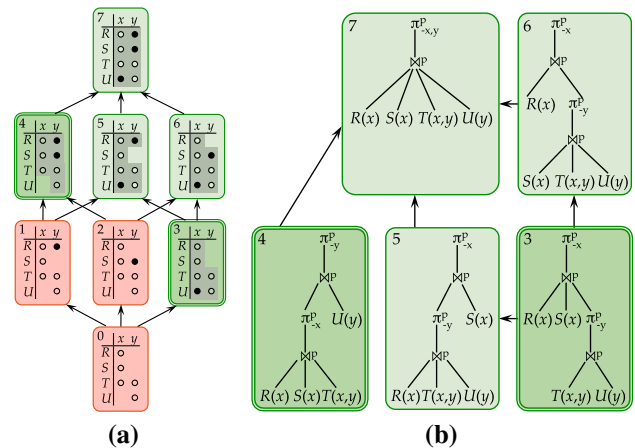 7
x y
R ○ ●
S ○ ●
T ○ ○
U ● ○
4
x y
R ○ ●
S ○ ●
T ○ ○
U ○
5
x y
R ○ ●
S ○
T ○ ○
U ● ○
6
x y
R ○
S ○ ●
T ○ ○
U ● ○
1
x y
R ○ ●
S ○
T ○ ○
U ○
2
x y
R ○
S ○ ●
T ○ ○
U ○
3
x y
R ○
S ○
T ○ ○
U ● ○
0
x y
R ○
S ○
T ○ ○
U ○
(a)
7
π^P_-x,y
⋈P
R(x) S(x) T(x,y) U(y)
6
π^P_-x
⋈P
R(x) π^P_-y
⋈P
S(x) T(x,y) U(y)
4
π^P_-y
⋈P
π^P_-x U(y)
⋈P
R(x) S(x) T(x,y)
5
π^P_-x
⋈P
π^P_-y S(x)
⋈P
R(x) T(x,y) U(y)
3
π^P_-x
⋈P
R(x) S(x) π^P_-y
⋈P
T(x,y) U(y)
(b)